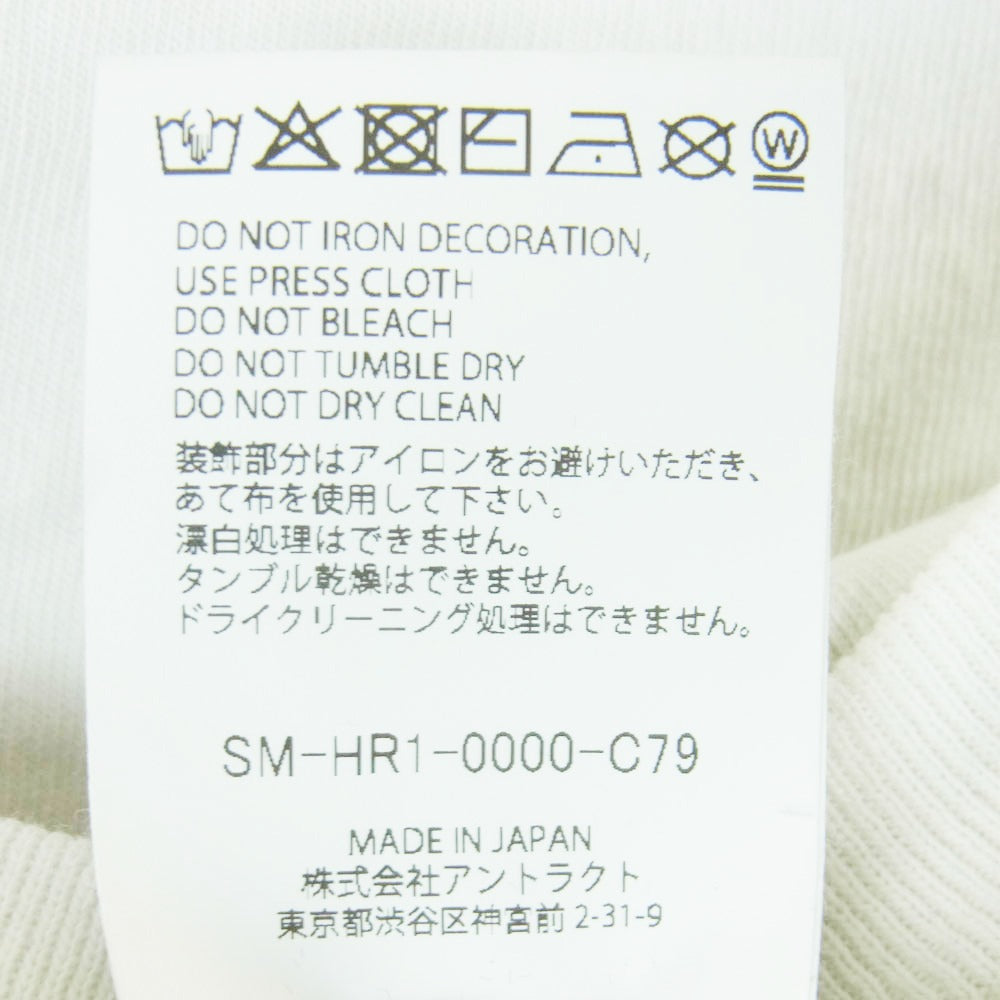 W
DO NOT IRON DECORATION,
USE PRESS CLOTH
DO NOT BLEACH
DO NOT TUMBLE DRY
DO NOT DRY CLEAN
装飾部分はアイロンをお避けいただき、
あて布を使用して下さい。
漂白処理はできません。
タンブル乾燥はできません。
ドライクリーニング処理はできません。
SM-HR1-0000-C79
MADE IN JAPAN
株式会社アントラクト
東京都渋谷区神宮前2-31-9